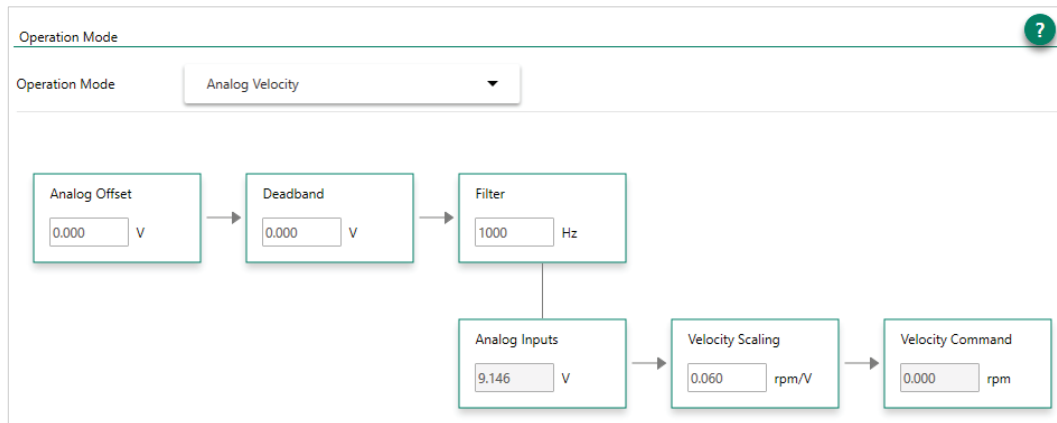 Operation Mode
?
Operation Mode Analog Velocity
Analog Offset
0.000 V
Deadband
0.000 V
Filter
1000 Hz
Analog Inputs
9.146 V
Velocity Scaling
0.060 rpm/V
Velocity Command
0.000 rpm